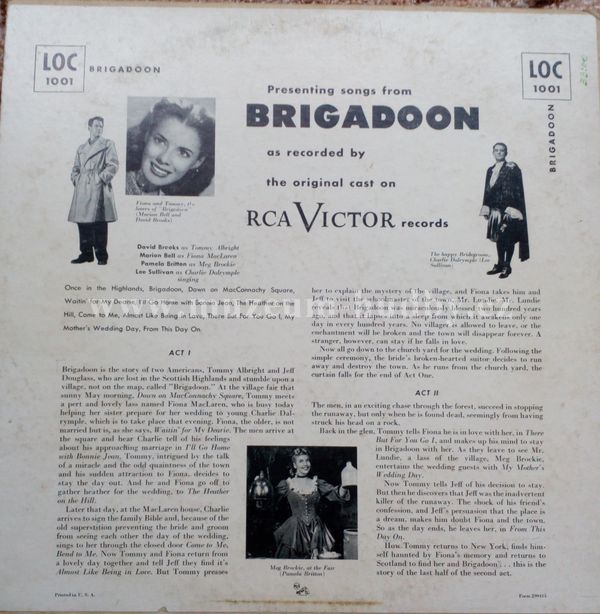 LOC
1001
BRIGADOON
LOC
1001
BRIGADOON
Presenting songs from
BRIGADOON
as recorded by
the original cast on
RCA VICTOR records
Fiona and Tommy, the
lovers of "Brigadoon"
(Marion Bell and
David Brooks)
The happy Bridegroom,
Charlie Dalrymple (Lee
Sullivan)
David Brooks as Tommy Albright
Marion Bell as Fiona MacLaren
Pamela Britton as Meg Brockie
Lee Sullivan as Charlie Dalrymple
singing
Once in the Highlands, Brigadoon, Down on MacConnachy Square,
Waitin' for my Dearie, I'll Go Home with Bonnie Jean, The Heather on the
Hill, Come to Me, Almost Like Being in Love, There But For You Go I, My
Mother's Wedding Day, From This Day On.
ACT I
Brigadoon is the story of two Americans, Tommy Albright and Jeff
Douglass, who are lost in the Scottish Highlands and stumble upon a
village, not on the map, called "Brigadoon." At the village fair that
sunny May morning, Down on MacConnachy Square, Tommy meets
a pert and lovely lass named Fiona MacLaren, who is busy today
helping her sister prepare for her wedding to young Charlie Dal-
rymple, which is to take place that evening. Fiona, the older, is not
married but is, as she says, Waitin' for My Dearie. The men arrive at
the square and hear Charlie tell of his feelings
about his approaching marriage in I'll Go Home
with Bonnie Jean, Tommy, intrigued by the talk
of a miracle and the odd quaintness of the town
and his sudden attraction to Fiona, decides to
stay the day out. And he and Fiona go off to
gather heather for the wedding, to The Heather
on the Hill.
Later that day, at the MacLaren house, Charlie
arrives to sign the family Bible and, because of the
old superstition preventing the bride and groom
from seeing each other the day of the wedding,
sings to her through the closed door Come to Me,
Bend to Me. Now Tommy and Fiona return from
a lovely day together and tell Jeff they find it's
Almost Like Being in Love. But Tommy presses
her to explain the mystery of the village, and Fiona takes him and
Jeff to visit the schoolmaster of the town, Mr. Lundie. Mr. Lundie
that Brigadoon was blessed two hundred years
ago, and that it lapses into a sleep from which it awakens only one
day in every hundred years. No villager is allowed to leave, or the
enchantment will be broken and the town will disappear forever. A
stranger, however, can stay if he falls in love.
Now all go down to the church yard for the wedding. Following the
simple ceremony, the bride's broken-hearted suitor decides to run
away and destroy the town. As he runs from the church yard, the
curtain falls for the end of Act One.
ACT II
The men, in an exciting chase through the forest, succeed in stopping
the runaway, but only when he is found dead, seemingly from having
struck his head on a rock.
Back in the glen, Tommy tells Fiona he is in love with her, in There
But For You Go I, and makes up his mind to stay
in Brigadoon with her. As they leave to see Mr.
Lundie, a lass of the village, Meg Brockie,
entertains the wedding guests with My Mother's
Wedding Day.
Now Tommy tells Jeff of his decision to stay.
But then he discovers that Jeff was the inadvertent
killer of the runaway. The shock of his friend's
confession, and Jeff's persuasion that the place is
a dream, makes him doubt Fiona and the town.
So as the day ends, he leaves her, in From This
Day On.
How Tommy returns to New York, finds him-
self haunted by Fiona's memory and returns to
Scotland to find her and Brigadoon . . . this is the
story of the last half of the second act.
Meg Brockie, at the Fair
(Pamela Britton)
Printed in U. S. A.